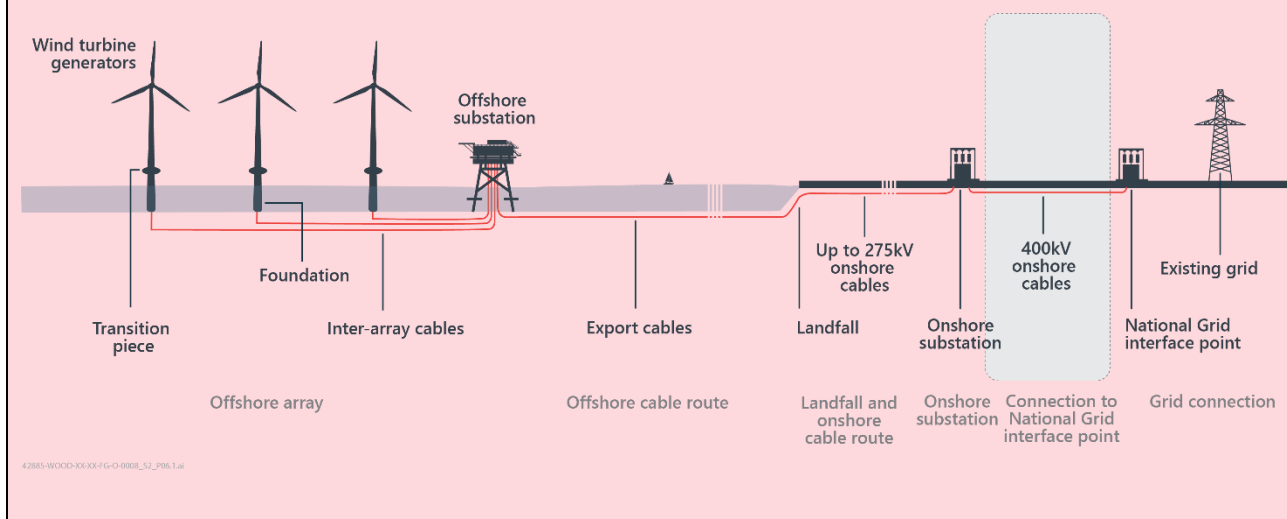 Wind turbine
generators
Offshore
substation
Foundation
Up to 275kV
onshore
cables
400kV
onshore
cables
Existing grid
Transition
piece
Inter-array cables
Export cables
Landfall
Onshore
substation
National Grid
interface point
Offshore array
Offshore cable route
Landfall and
onshore
cable route
Onshore
substation
Connection to
National Grid
interface point
Grid connection
42885-WOOD-XX-XX-FG-O-0008_S2_P06.1.ai